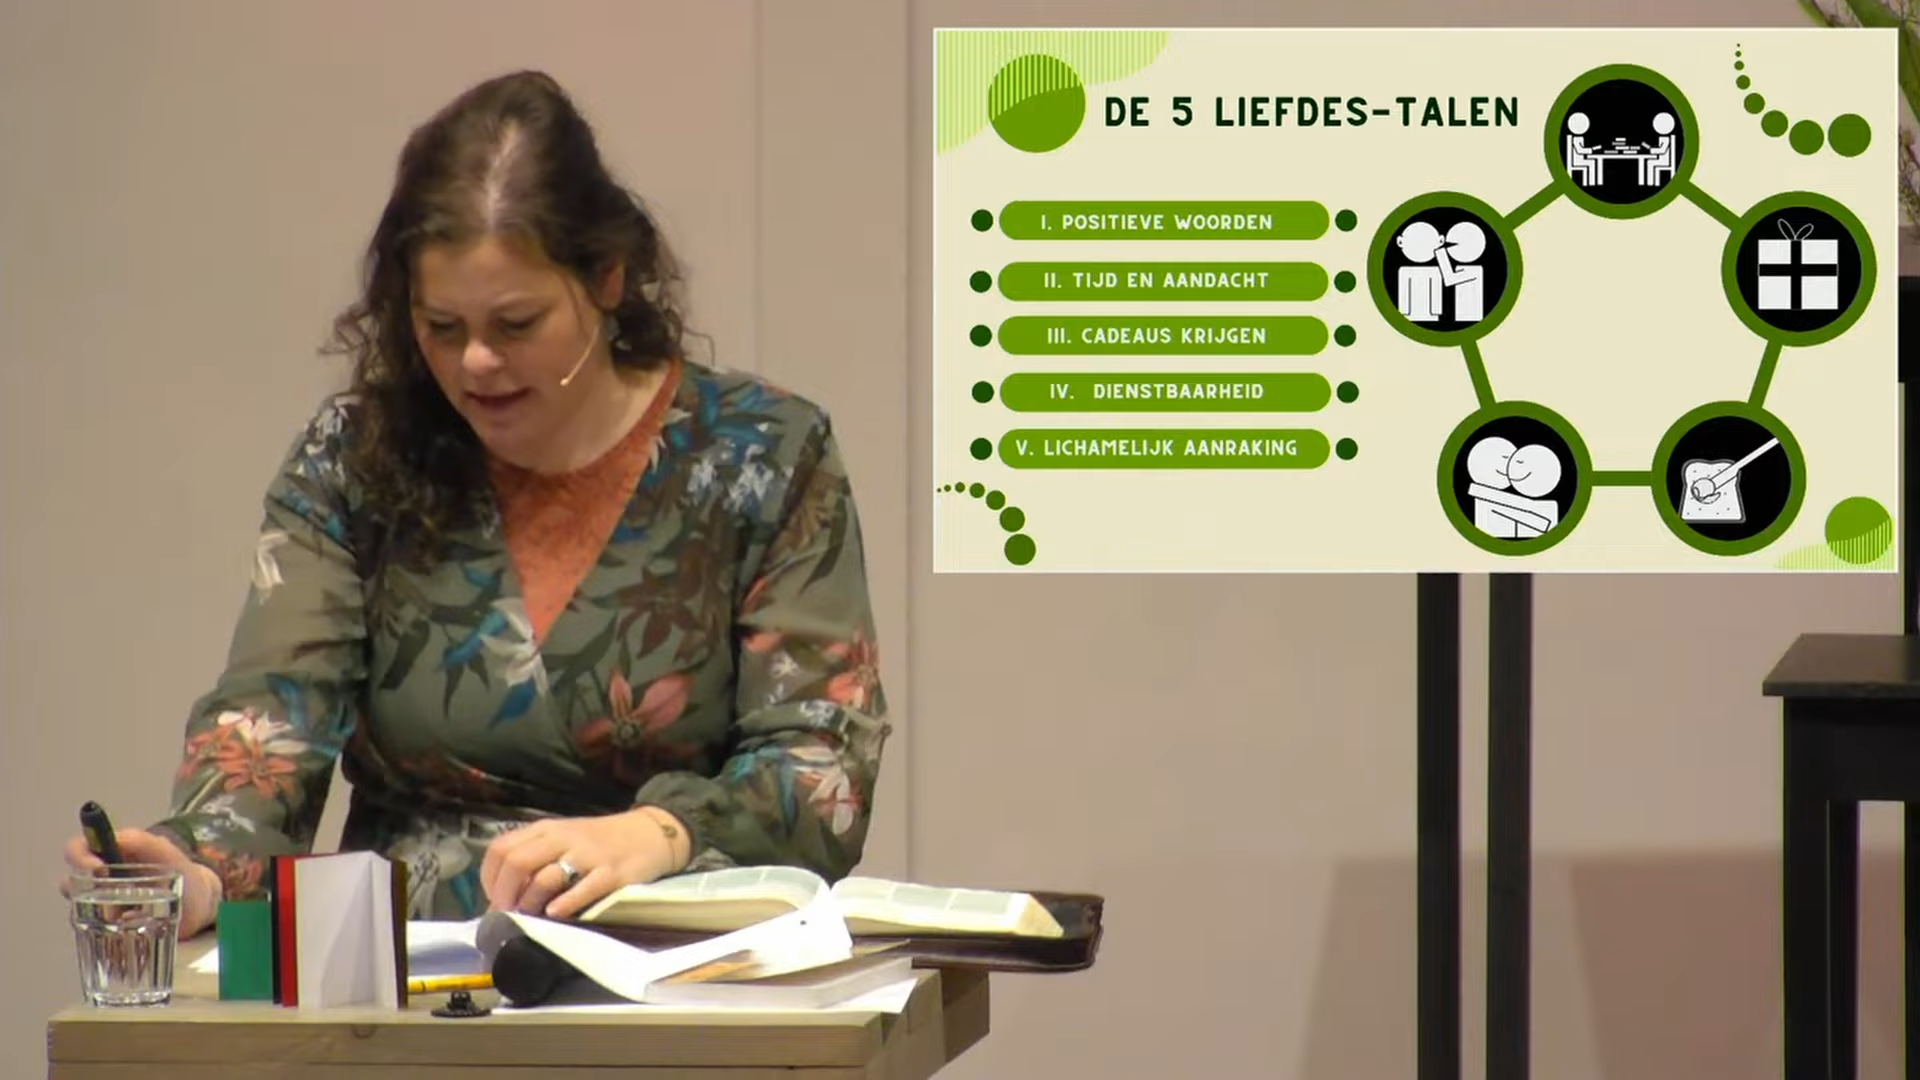 DE 5 LIEFDES-TALEN
I. POSITIEVE WOORDEN
II. TIJD EN AANDACHT
III. CADEAUS KRIJGEN
IV. DIENSTBAARHEID
V. LICHAMELIJK AANRAKING